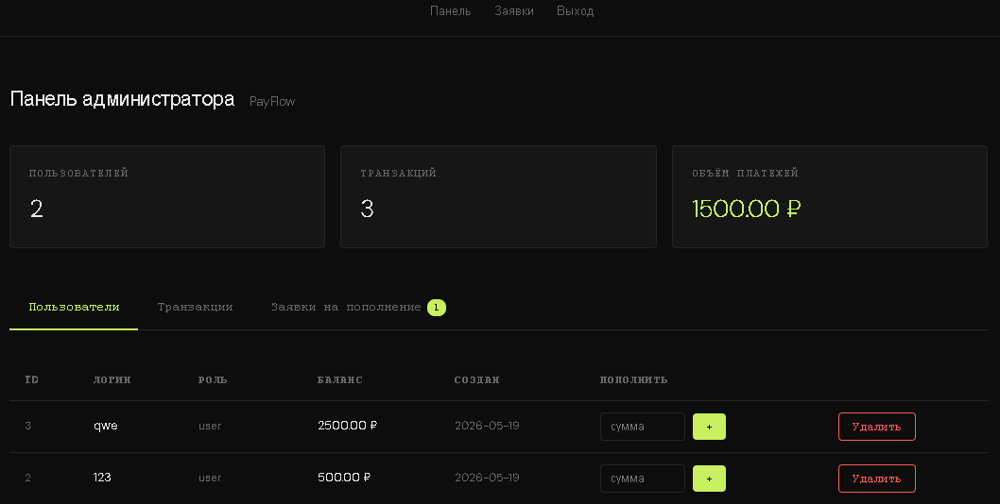 Панель Заявки Выход
Панель администратора PayFlow
ПОЛЬЗОВАТЕЛЕЙ ТРАНЗАКЦИЙ ОБЪЁМ ПЛАТЕЖЕЙ
2 3 1500.00 ₽
Пользователи Транзакции Заявки на пополнение 1
ID ЛОГИН РОЛЬ БАЛАНС СОЗДАН ПОПОЛНИТЬ
3 qwe user 2500.00 ₽ 2026-05-19 сумма + Удалить
2 123 user 500.00 ₽ 2026-05-19 сумма + Удалить